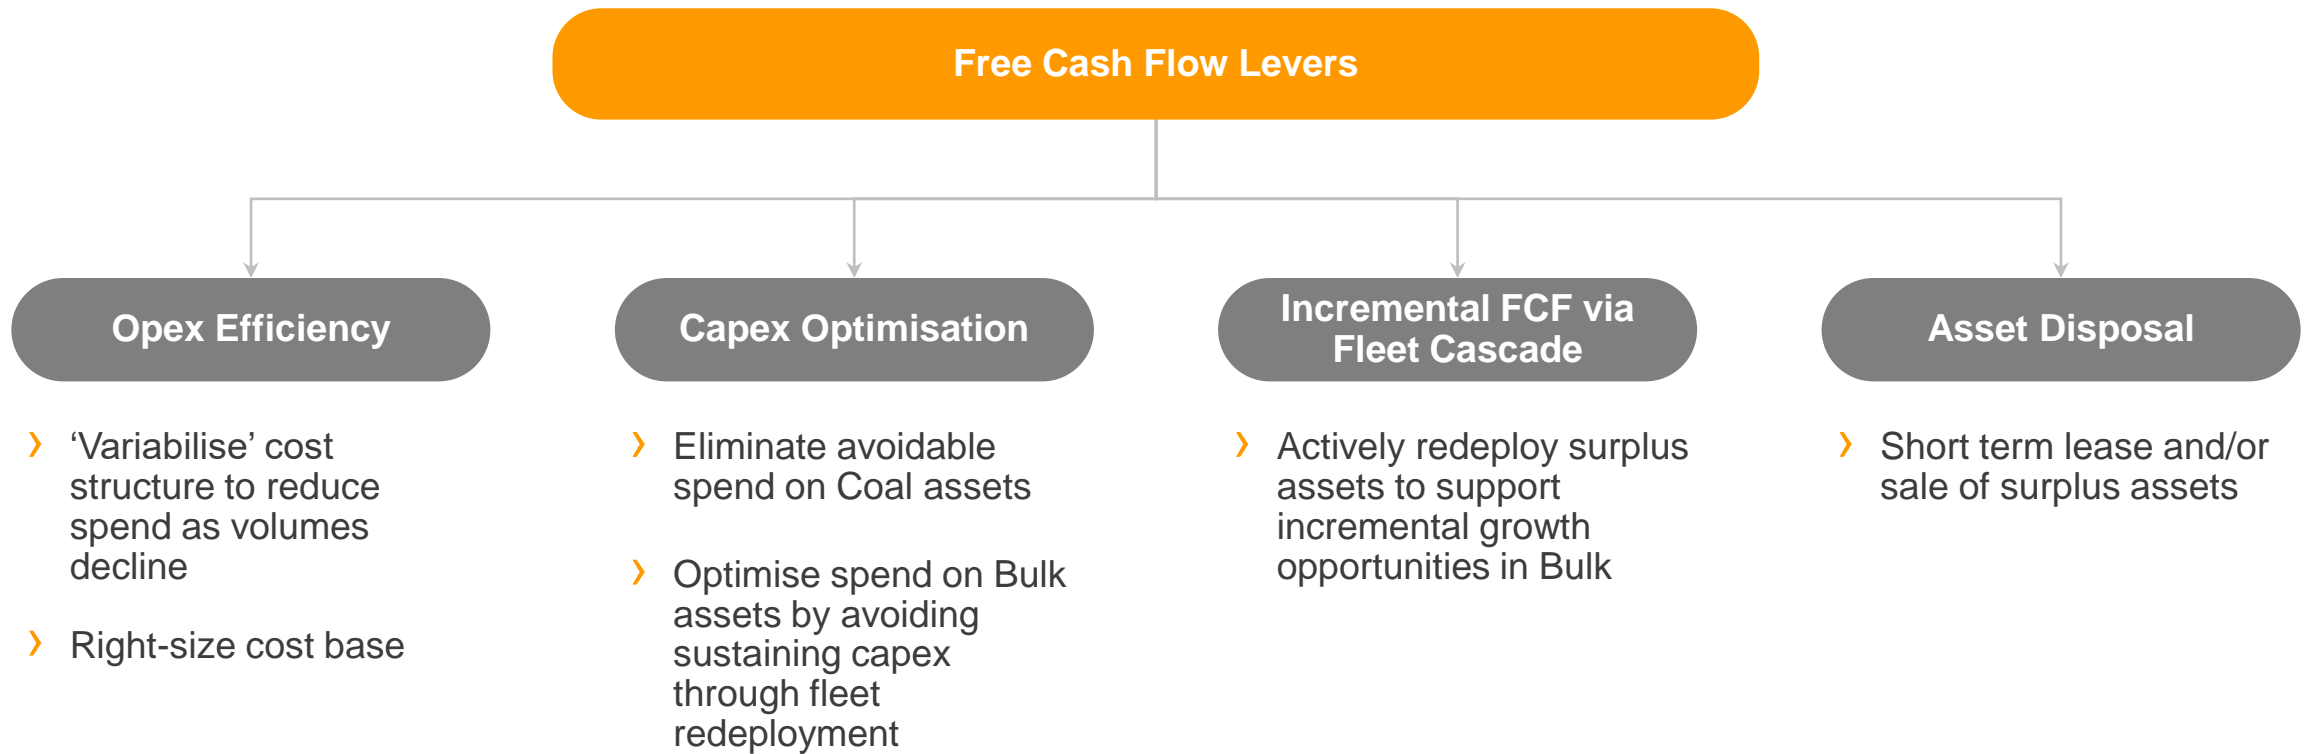 Free Cash Flow Levers
Opex Efficiency
‘Variabilise’ cost
structure to reduce
spend as volumes
decline
Right-size cost base
Capex Optimisation
Eliminate avoidable
spend on Coal assets
Optimise spend on Bulk
assets by avoiding
sustaining capex
through fleet
redeployment
Incremental FCF via
Fleet Cascade
Actively redeploy surplus
assets to support
incremental growth
opportunities in Bulk
Asset Disposal
Short term lease and/or
sale of surplus assets